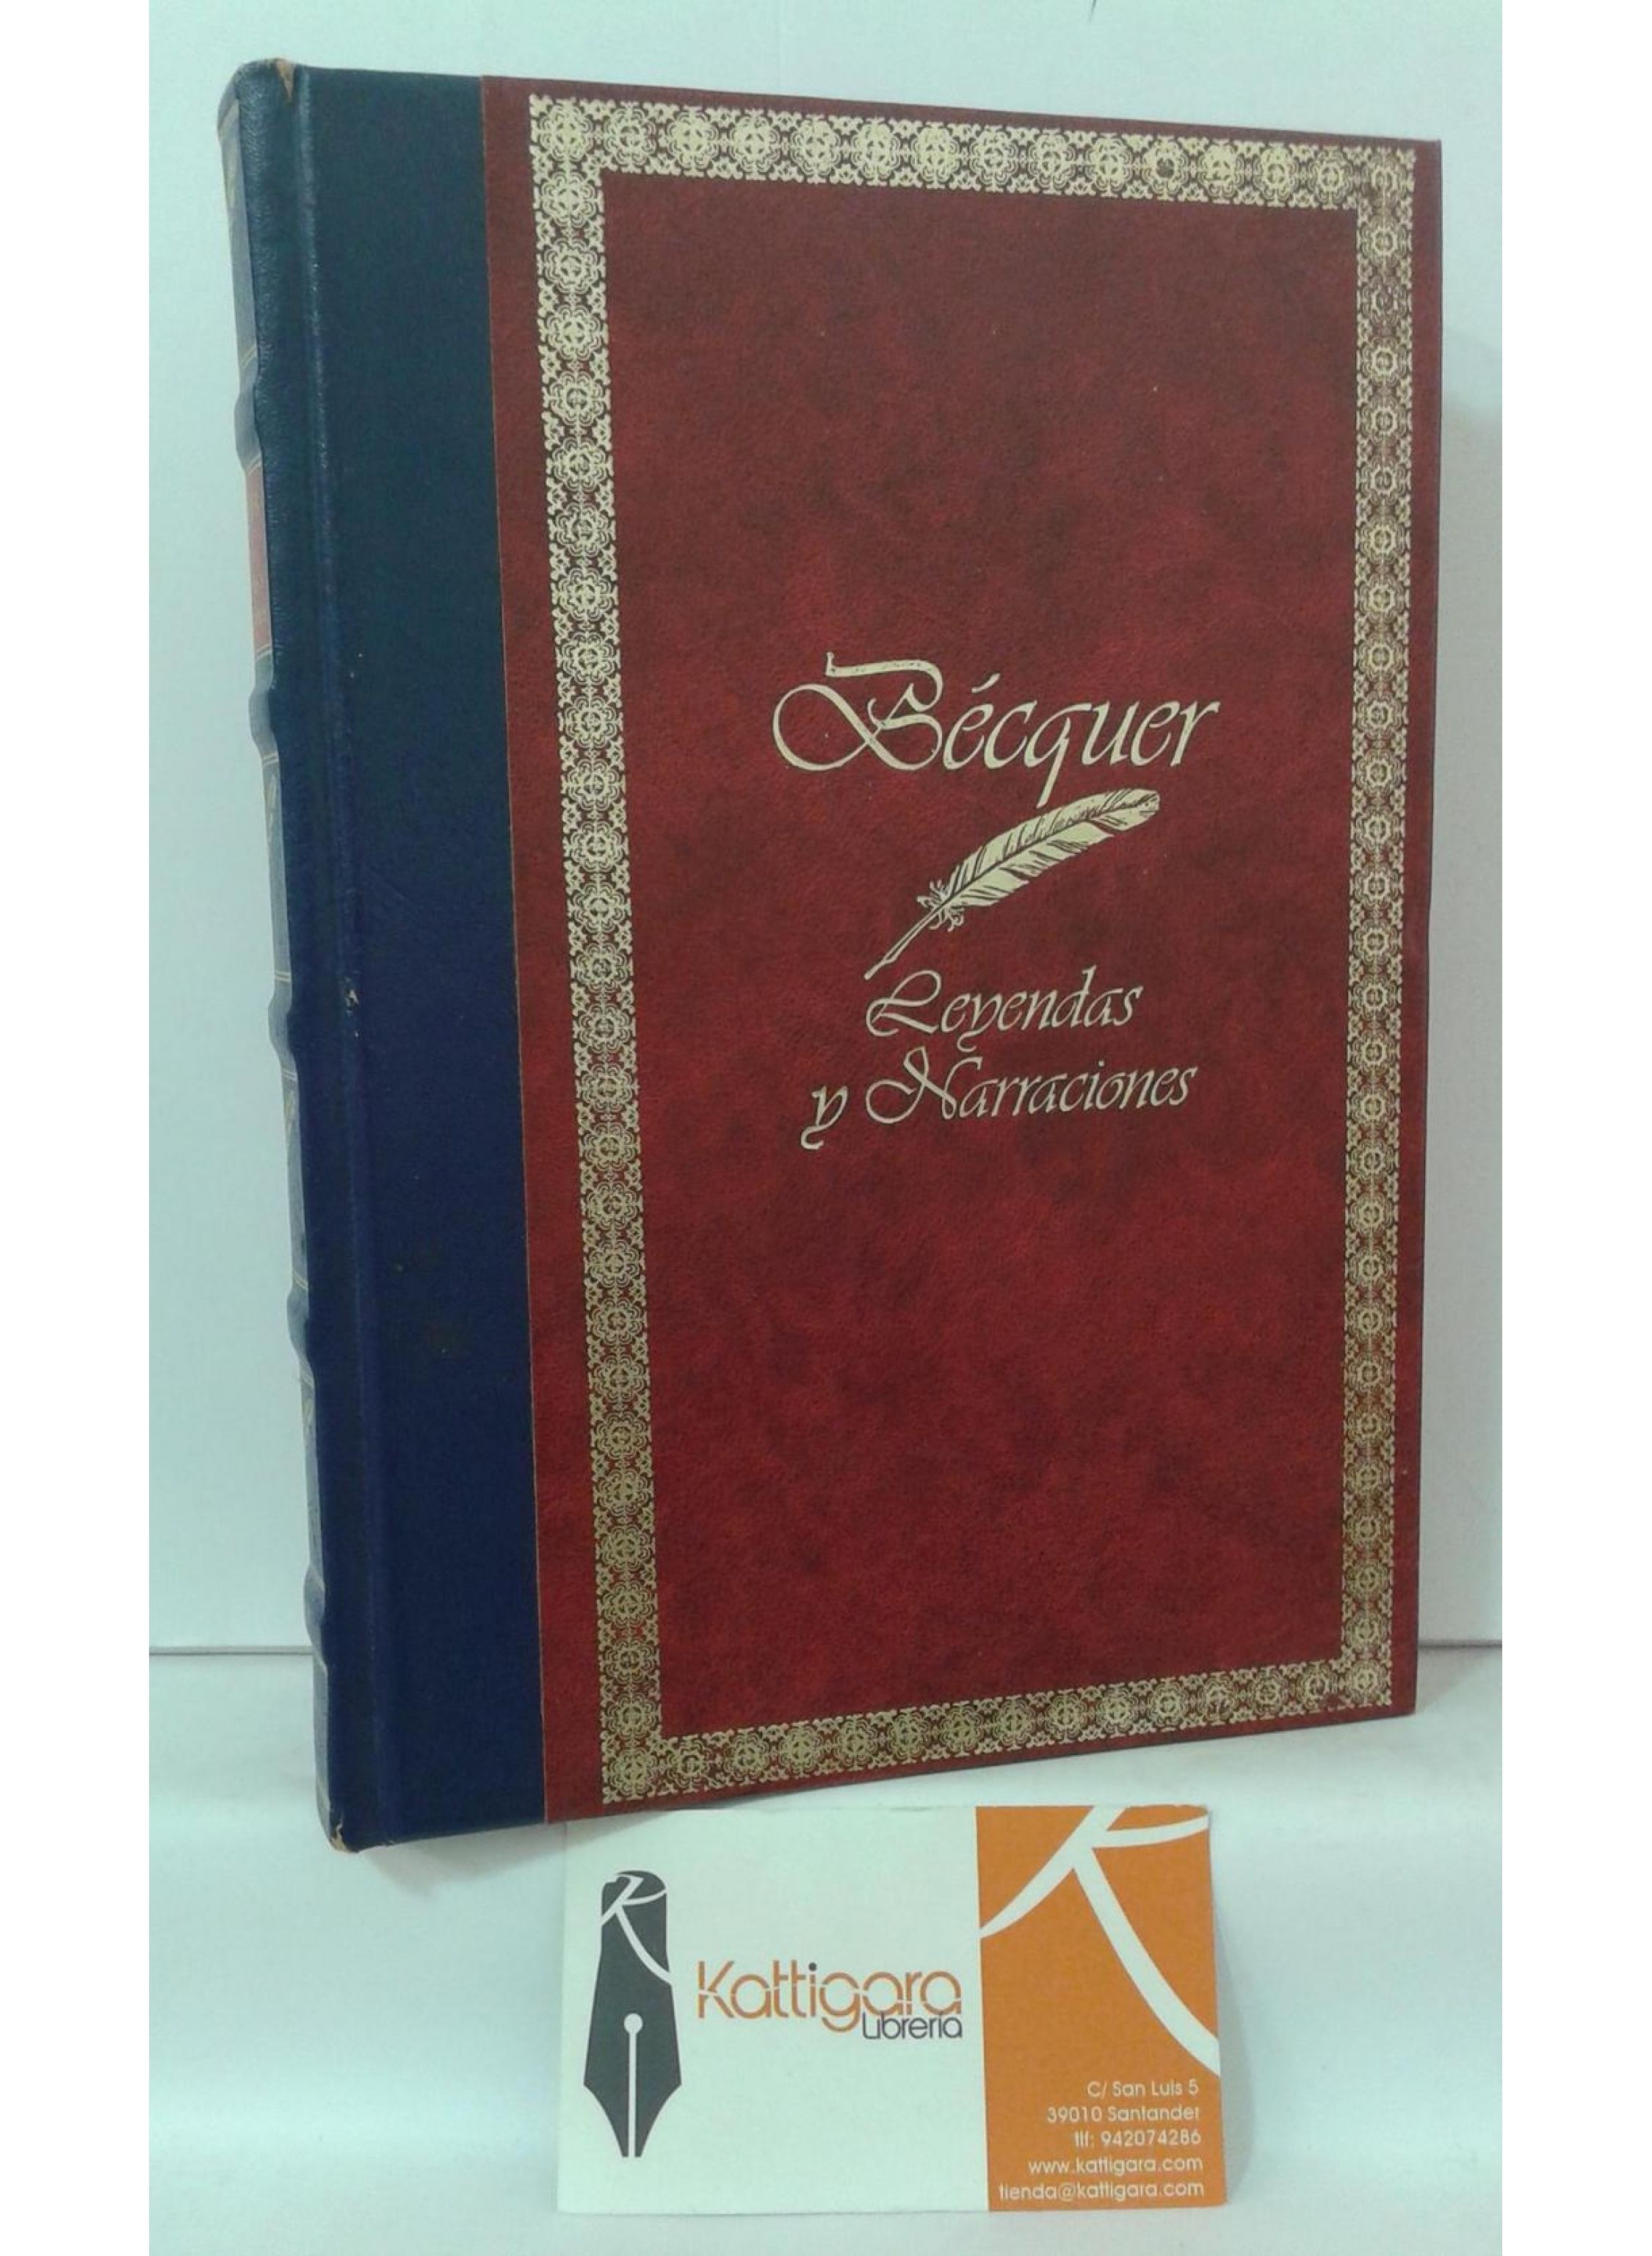 Bécquer
Leyendas
y Narraciones
K
Kattigara
Librería
K
C/ San Luis 5
39010 Santander
tlf: 942074286
www.kattigara.com
tienda@kattigara.com